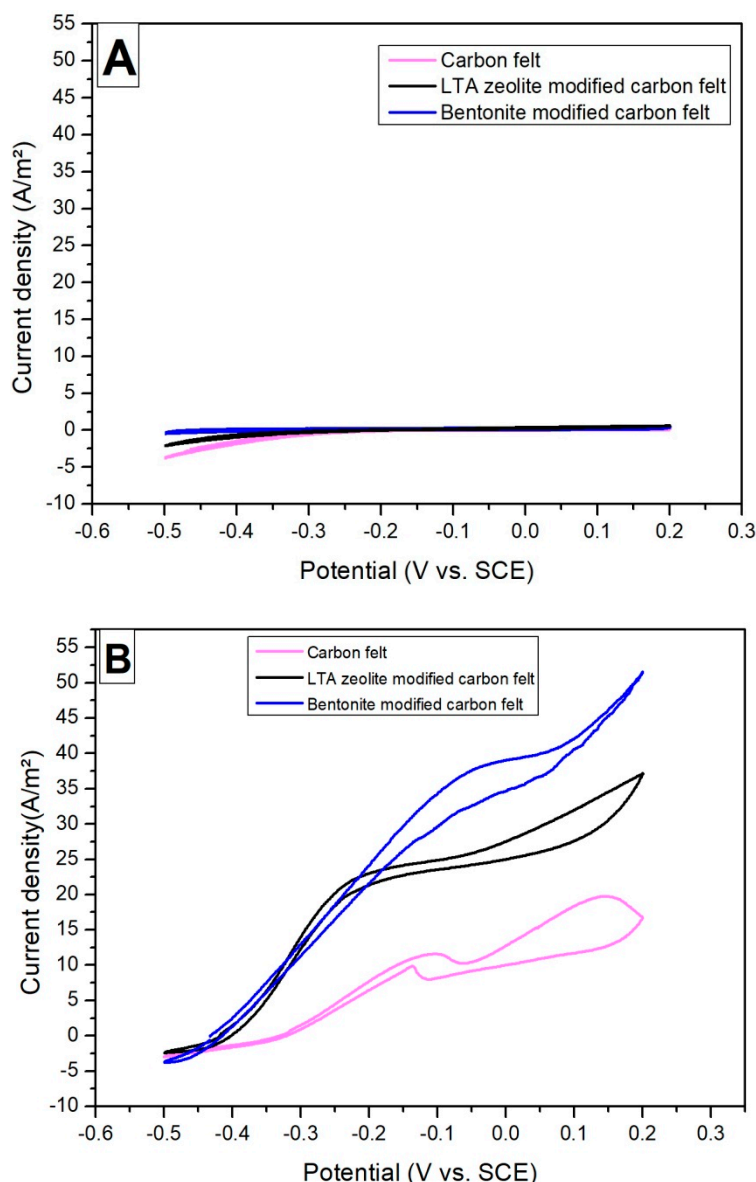 A
Carbon felt
LTA zeolite modified carbon felt
Bentonite modified carbon felt
Current density (A/m²)
55
50
45
40
35
30
25
20
15
10
5
0
-5
-10
-0.6 -0.5 -0.4 -0.3 -0.2 -0.1 0.0 0.1 0.2 0.3
Potential (V vs. SCE)
B
Carbon felt
LTA zeolite modified carbon felt
Bentonite modified carbon felt
Current density(A/m²)
55
50
45
40
35
30
25
20
15
10
5
0
-5
-10
-0.6 -0.5 -0.4 -0.3 -0.2 -0.1 0.0 0.1 0.2 0.3
Potential (V vs. SCE)